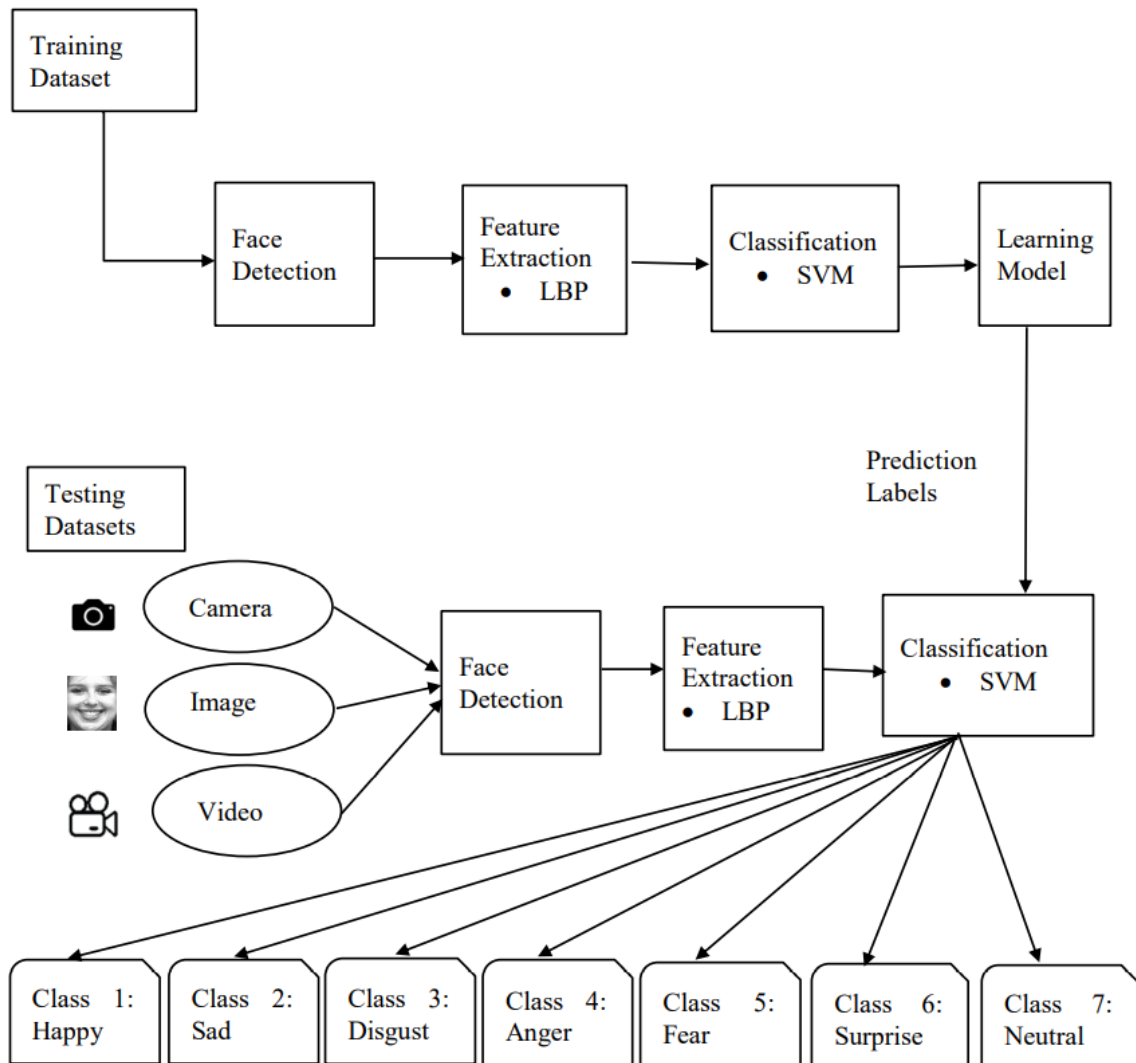 Training
Dataset
Face
Detection
Feature
Extraction
• LBP
Classification
• SVM
Learning
Model
Prediction
Labels
Testing
Datasets
Camera
Image
Video
Face
Detection
Feature
Extraction
• LBP
Classification
• SVM
Class 1:
Happy
Class 2:
Sad
Class 3:
Disgust
Class 4:
Anger
Class 5:
Fear
Class 6:
Surprise
Class 7:
Neutral